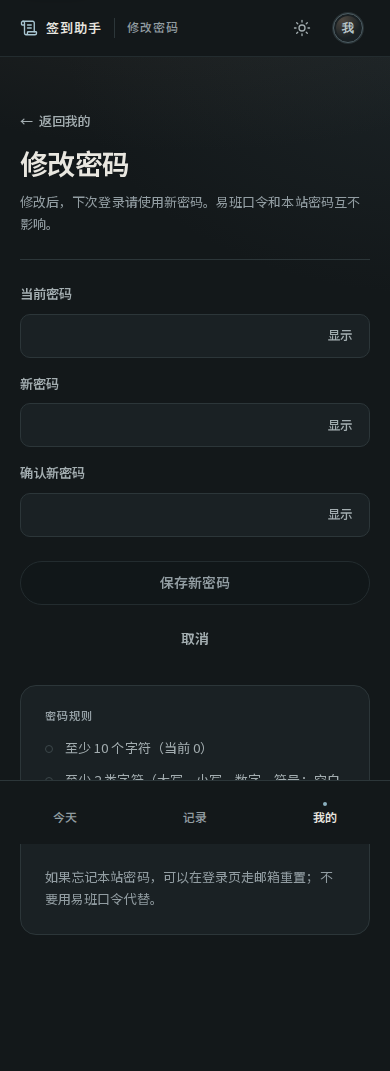 签到助手
修改密码
我
← 返回我的
修改密码
修改后，下次登录请使用新密码。易班口令和本站密码互不
影响。
当前密码
显示
新密码
显示
确认新密码
显示
保存新密码
取消
密码规则
至少 10 个字符（当前 0）
今天
记录
我的
如果忘记本站密码，可以在登录页走邮箱重置；不
要用易班口令代替。